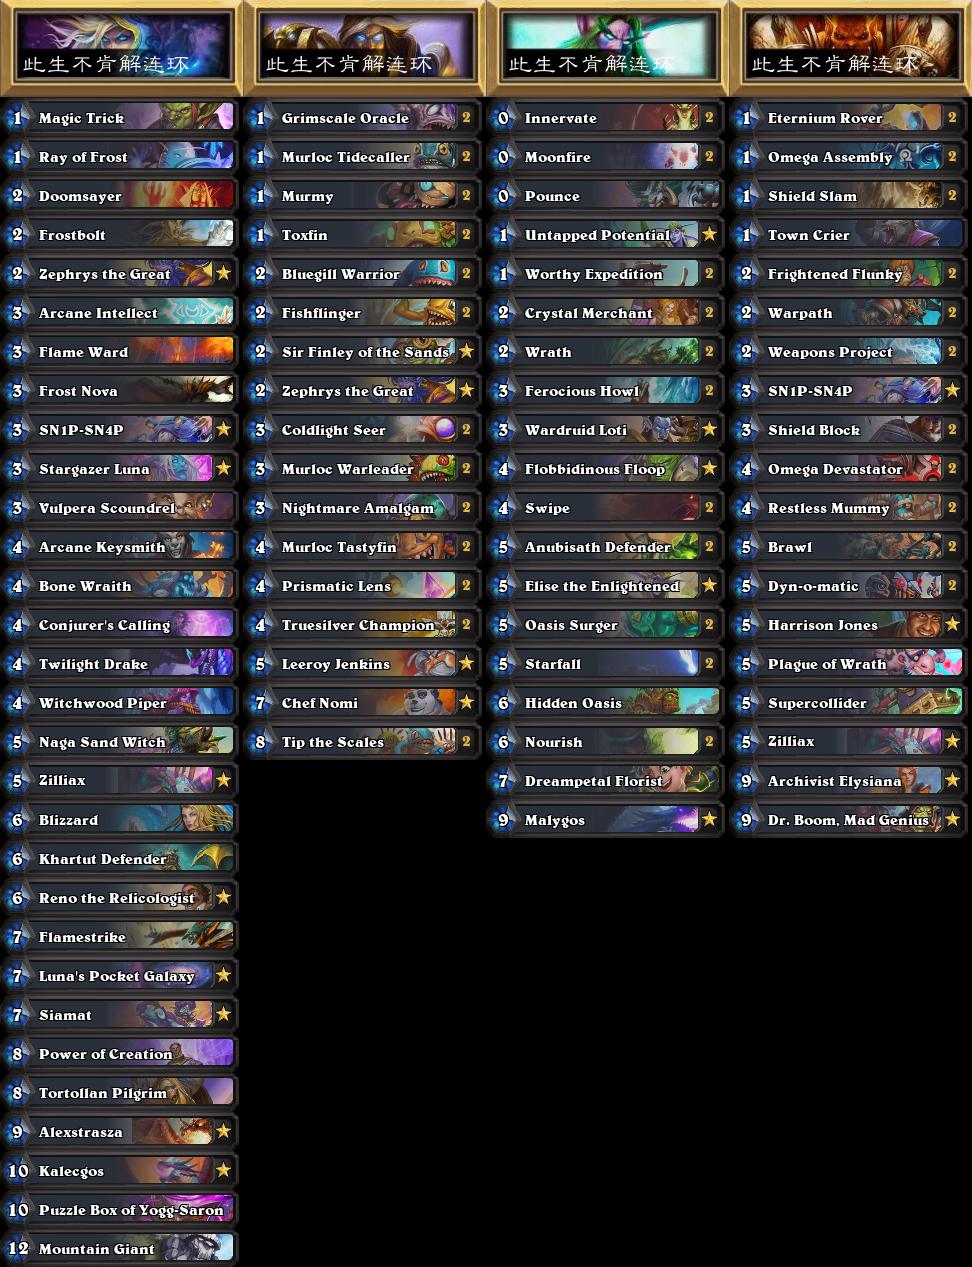 此生不肯解连环
1 Magic Trick
1 Ray of Frost
2 Doomsayer
2 Frostbolt
2 Zephrys the Great
3 Arcane Intellect
3 Flame Ward
3 Frost Nova
3 SN1P-SN4P
3 Stargazer Luna
3 Vulpera Scoundrel
4 Arcane Keysmith
4 Bone Wraith
4 Conjurer's Calling
4 Twilight Drake
4 Witchwood Piper
5 Naga Sand Witch
5 Zilliax
6 Blizzard
6 Khartut Defender
6 Reno the Relicologist
7 Flamestrike
7 Luna's Pocket Galaxy
7 Siamat
8 Power of Creation
8 Tortollan Pilgrim
9 Alexstrasza
10 Kalecgos
10 Puzzle Box of Yogg-Saron
12 Mountain Giant
此生不肯解连环
1 Grimscale Oracle 2
1 Murloc Tidecaller 2
1 Murmy 2
1 Toxfin 2
2 Bluegill Warrior 2
2 Fishflinger 2
2 Sir Finley of the Sands
2 Zephrys the Great
3 Coldlight Seer 2
3 Murloc Warleader 2
3 Nightmare Amalgam 2
4 Murloc Tastyfin 2
4 Prismatic Lens 2
4 Truesilver Champion 2
5 Leeroy Jenkins
7 Chef Nomi
8 Tip the Scales 2
此生不肯解连环
0 Innervate 2
0 Moonfire 2
0 Pounce
1 Untapped Potential
1 Worthy Expedition 2
2 Crystal Merchant 2
2 Wrath 2
3 Ferocious Howl 2
3 Wardruid Loti
4 Flobbidinous Floop
4 Swipe 2
5 Anubisath Defender 2
5 Elise the Enlightened
5 Oasis Surger 2
5 Starfall 2
6 Hidden Oasis
6 Nourish 2
7 Dreampetal Florist
9 Malygos
此生不肯解连环
1 Eternium Rover 2
1 Omega Assembly 2
1 Shield Slam 2
1 Town Crier
2 Frightened Flunky 2
2 Warpath 2
2 Weapons Project 2
3 SN1P-SN4P
3 Shield Block 2
4 Omega Devastator 2
4 Restless Mummy 2
5 Brawl 2
5 Dyn-o-matic 2
5 Harrison Jones
5 Plague of Wrath
5 Supercollider
5 Zilliax
9 Archivist Elysiana
9 Dr. Boom, Mad Genius